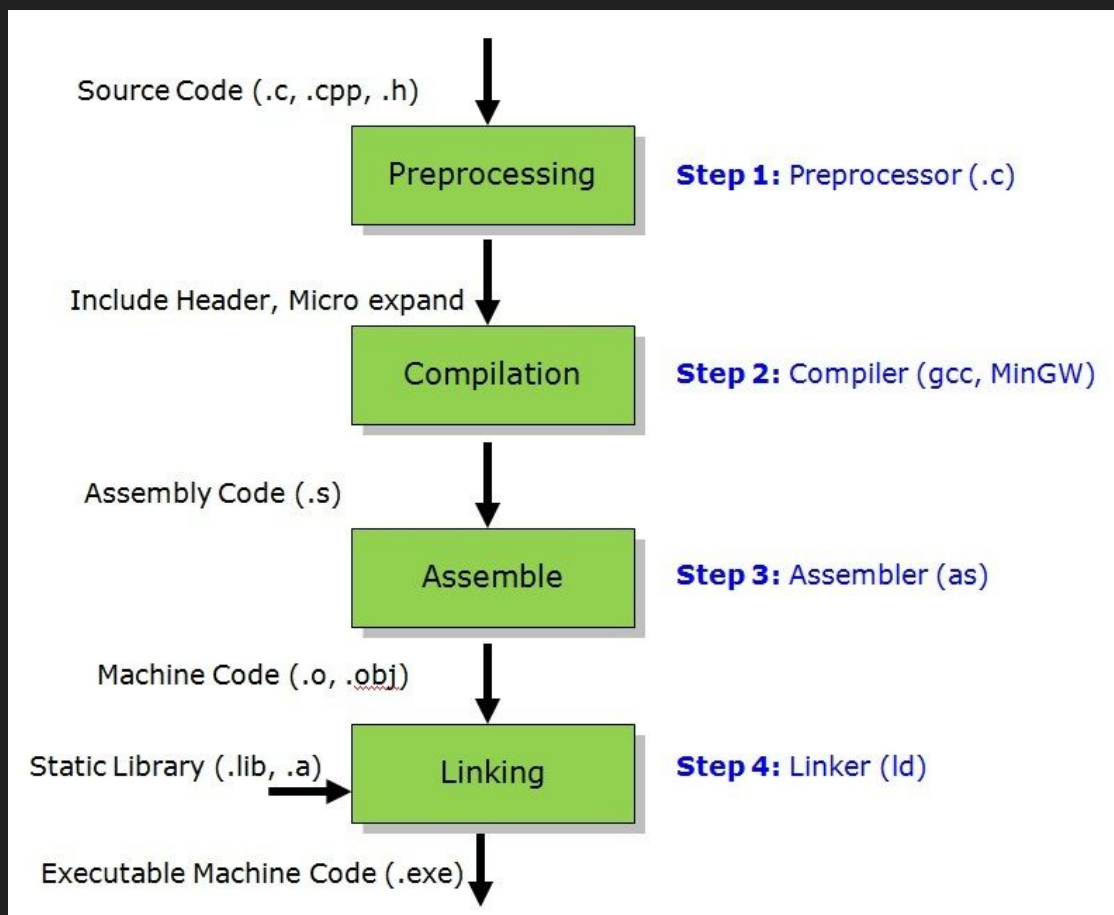 Source Code (.c, .cpp, .h)
Preprocessing
Step 1: Preprocessor (.c)
Include Header, Micro expand
Compilation
Step 2: Compiler (gcc, MinGW)
Assembly Code (.s)
Assemble
Step 3: Assembler (as)
Machine Code (.o, .obj)
Static Library (.lib, .a)
Linking
Step 4: Linker (ld)
Executable Machine Code (.exe)